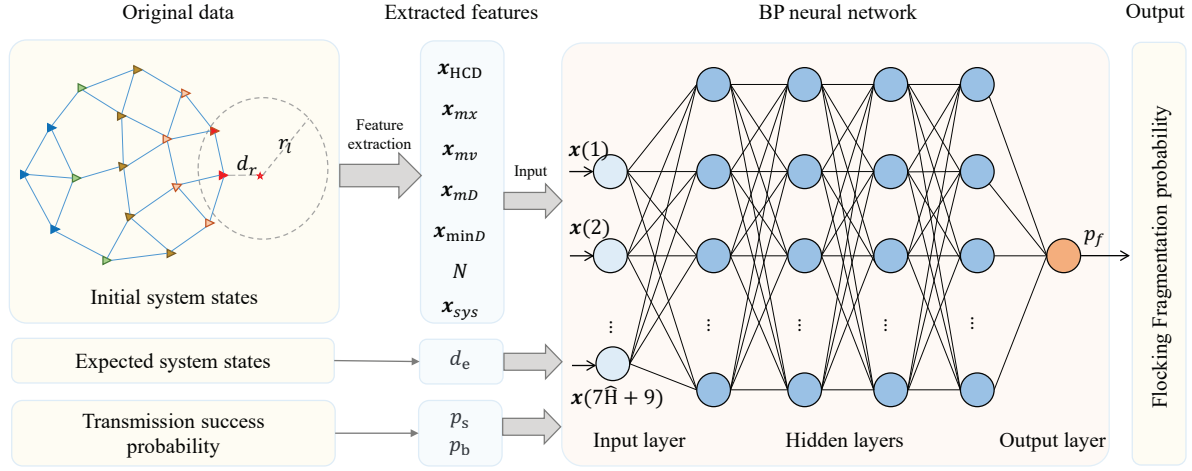 Original data
Extracted features
BP neural network
Output
d_r
r_l
Initial system states
Feature
extraction
x_HCD
x_mx
x_mv
x_mD
x_minD
N
x_sys
Input
x(1)
x(2)
...
x(7Ĥ + 9)
... ... ... ...
p_f
Input layer
Hidden layers
Output layer
Flocking Fragmentation probability
Expected system states
d_e
Transmission success
probability
p_s
p_b